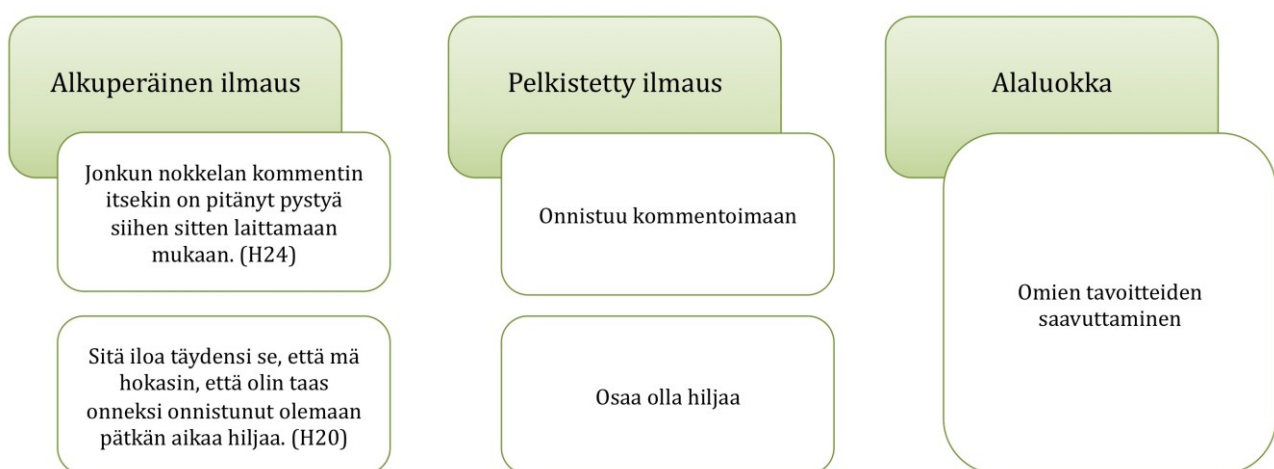 Alkuperäinen ilmaus
Jonkun nokkelan kommentin
itsekin on pitänyt pystyä
siihen sitten laittamaan
mukaan. (H24)
Sitä iloa täydensi se, että mä
hokasin, että olin taas
onneksi onnistunut olemaan
pätkän aikaa hiljaa. (H20)
Pelkistetty ilmaus
Onnistuu kommentoimaan
Osaa olla hiljaa
Alaluokka
Omien tavoitteiden
saavuttaminen